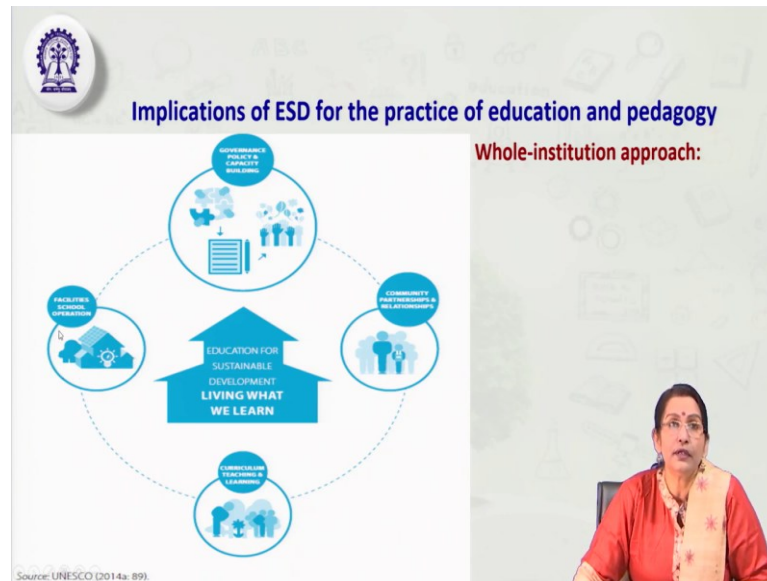 Implications of ESD for the practice of education and pedagogy
Whole-institution approach:
GOVERNANCE
POLICY &
CAPACITY
BUILDING
FACILITIES
SCHOOL
OPERATION
COMMUNITY
PARTNERSHIPS &
RELATIONSHIPS
EDUCATION FOR
SUSTAINABLE
DEVELOPMENT
LIVING WHAT
WE LEARN
CURRICULUM
TEACHING &
LEARNING
Source: UNESCO (2014a: 89).